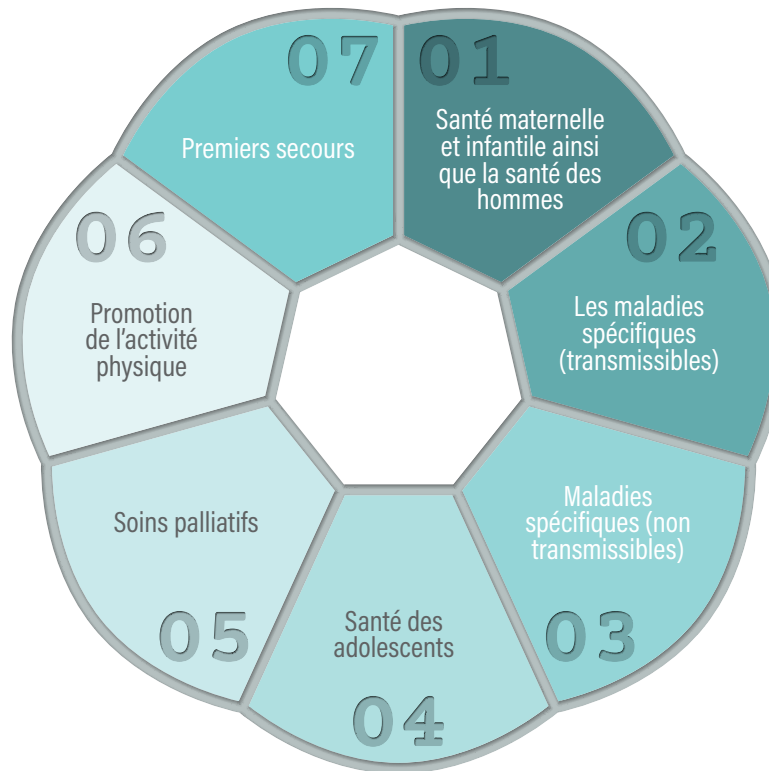 01
Santé maternelle
et infantile ainsi
que la santé des
hommes
02
Les maladies
spécifiques
(transmissibles)
Maladies
spécifiques (non
transmissibles)
03
Santé des
adolescents
04
Soins palliatifs
05
06
Promotion
de l'activité
physique
07
Premiers secours